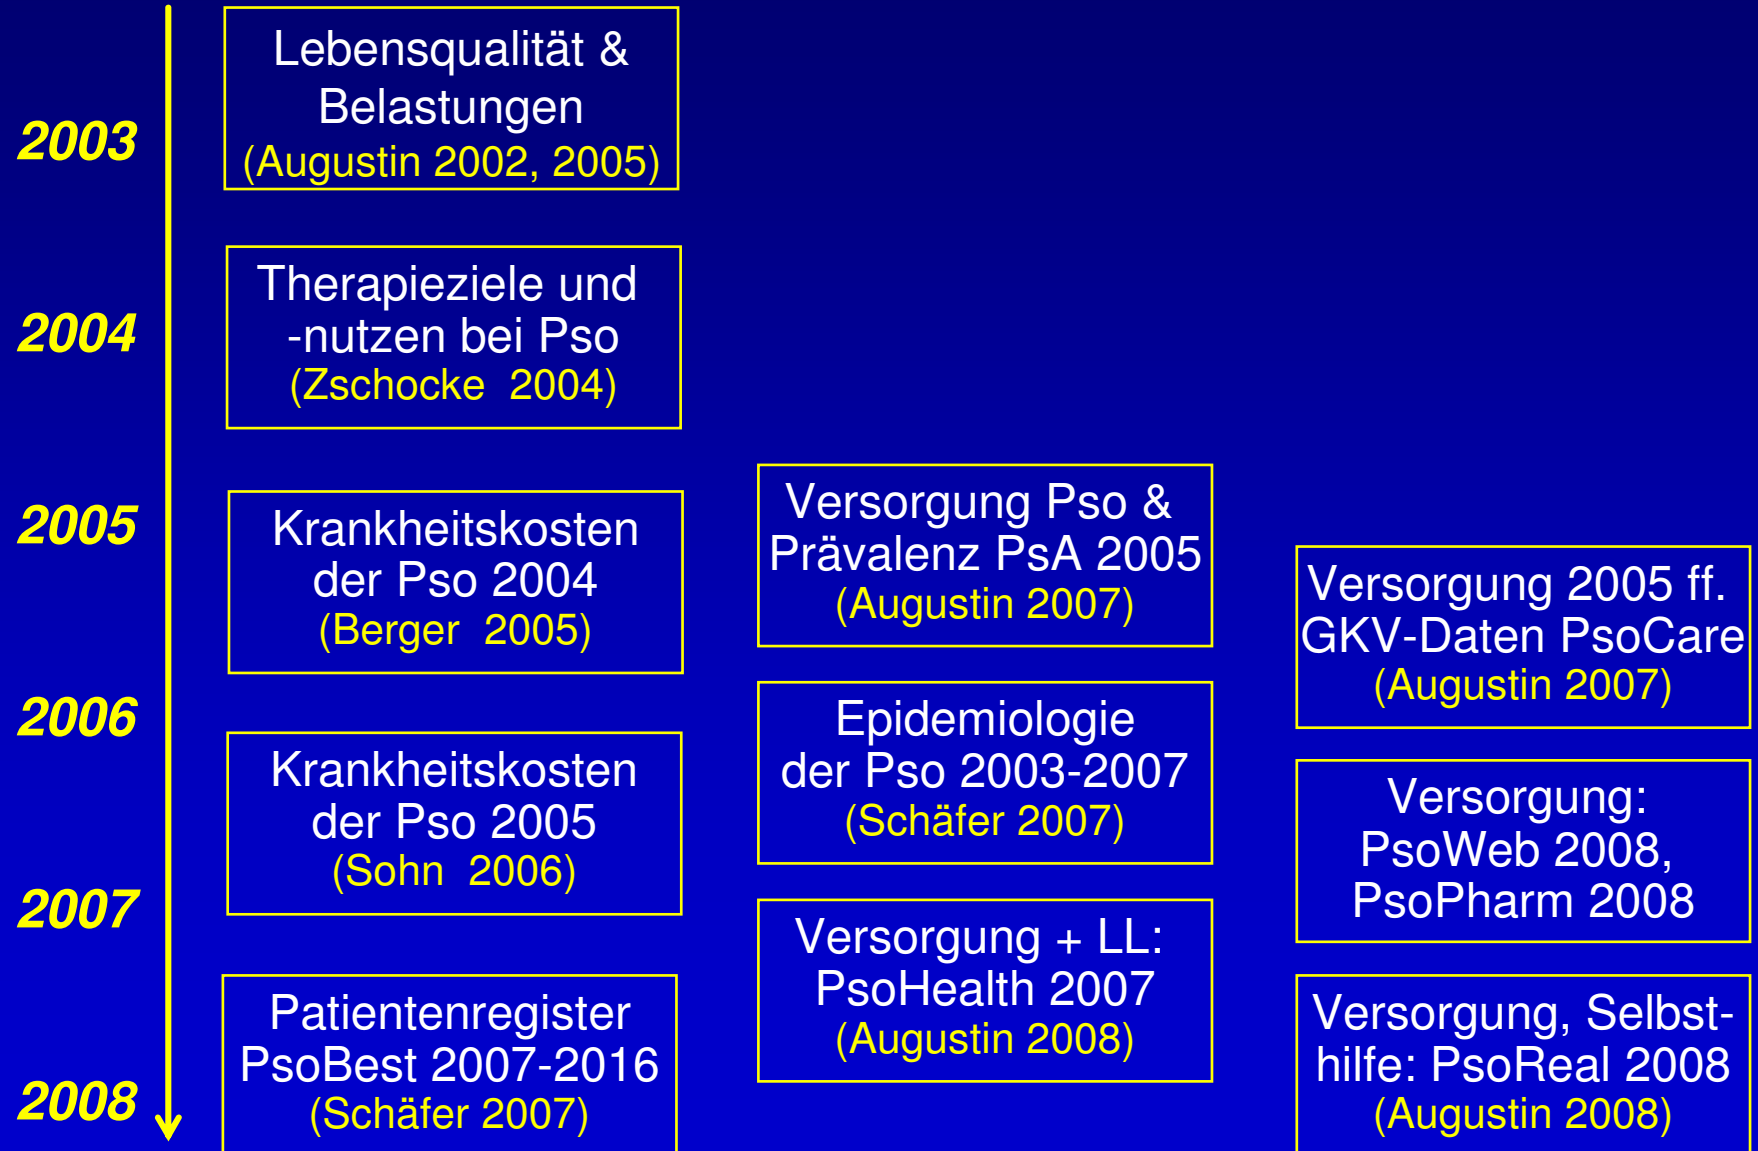 2003
2004
2005
2006
2007
2008
Lebensqualität &
Belastungen
(Augustin 2002, 2005)
Therapieziele und
-nutzen bei Pso
(Zschocke 2004)
Krankheitskosten
der Pso 2004
(Berger 2005)
Krankheitskosten
der Pso 2005
(Sohn 2006)
Patientenregister
PsoBest 2007-2016
(Schäfer 2007)
Versorgung Pso &
Prävalenz PsA 2005
(Augustin 2007)
Epidemiologie
der Pso 2003-2007
(Schäfer 2007)
Versorgung + LL:
PsoHealth 2007
(Augustin 2008)
Versorgung 2005 ff.
GKV-Daten PsoCare
(Augustin 2007)
Versorgung:
PsoWeb 2008,
PsoPharm 2008
Versorgung, Selbst-
hilfe: PsoReal 2008
(Augustin 2008)